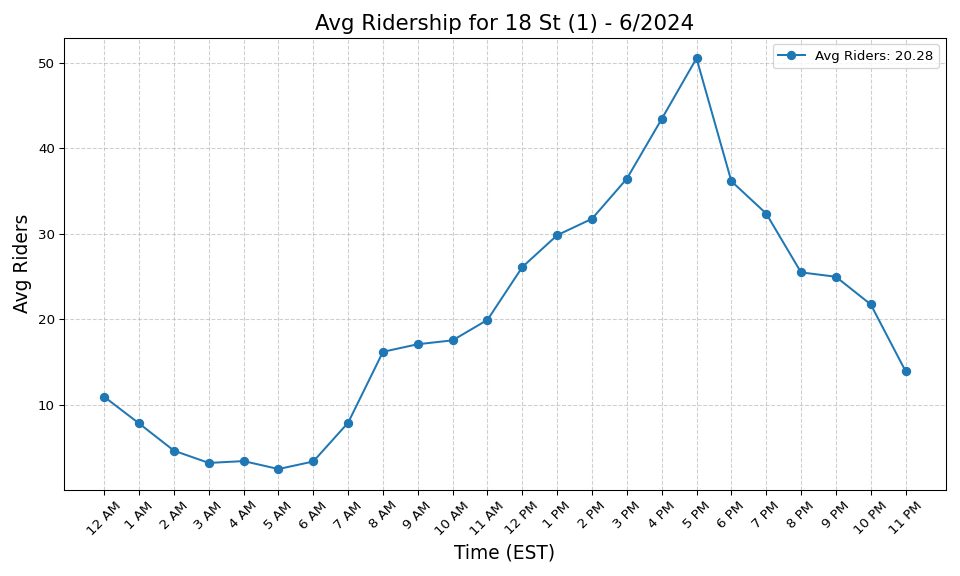 Avg Ridership for 18 St (1) - 6/2024
Avg Riders: 20.28
Avg Riders
50
40
30
20
10
12 AM
1 AM
2 AM
3 AM
4 AM
5 AM
6 AM
7 AM
8 AM
9 AM
10 AM
11 AM
12 PM
1 PM
2 PM
3 PM
4 PM
5 PM
6 PM
7 PM
8 PM
9 PM
10 PM
11 PM
Time (EST)